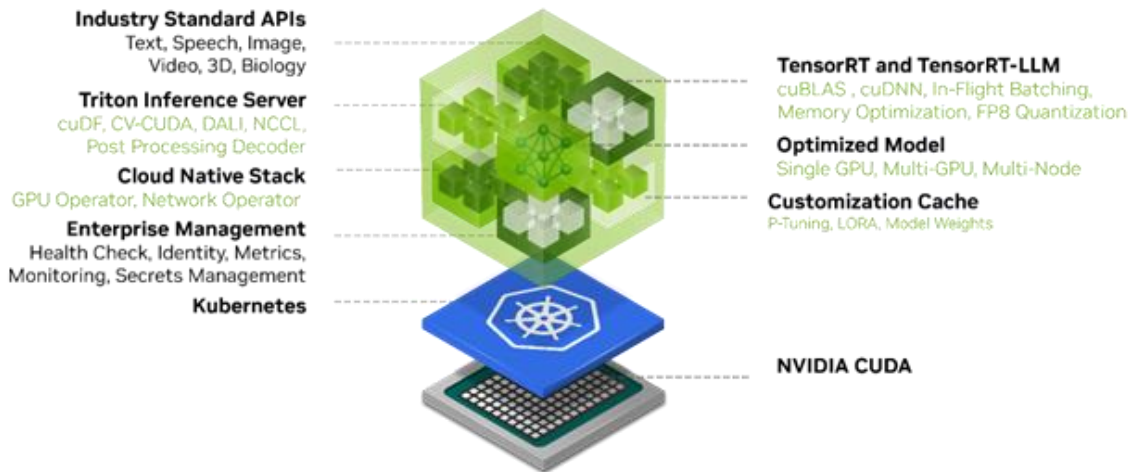 Industry Standard APIs
Text, Speech, Image,
Video, 3D, Biology
Triton Inference Server
cuDF, CV-CUDA, DALI, NCCL,
Post Processing Decoder
Cloud Native Stack
GPU Operator, Network Operator
Enterprise Management
Health Check, Identity, Metrics,
Monitoring, Secrets Management
Kubernetes
TensorRT and TensorRT-LLM
cuBLAS , cuDNN, In-Flight Batching,
Memory Optimization, FP8 Quantization
Optimized Model
Single GPU, Multi-GPU, Multi-Node
Customization Cache
P-Tuning, LORA, Model Weights
NVIDIA CUDA